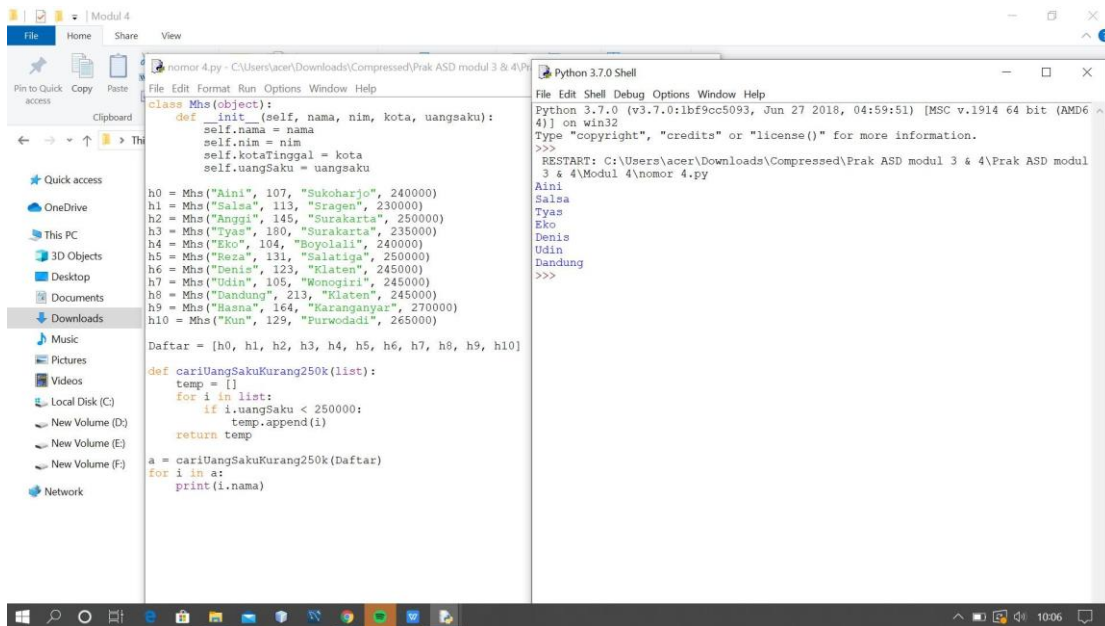 Modul 4
File Home Share View
Pin to Quick access
Copy
Paste
Clipboard
Quick access
OneDrive
This PC
3D Objects
Desktop
Documents
Downloads
Music
Pictures
Videos
Local Disk (C:)
New Volume (D:)
New Volume (E:)
New Volume (F:)
Network
nomor 4.py - C:\Users\acer\Downloads\Compressed\Prak ASD modul 3 & 4\Pr
File Edit Format Run Options Window Help
class Mhs(object):
    def __init__(self, nama, nim, kota, uangsaku):
        self.nama = nama
        self.nim = nim
        self.kotaTinggal = kota
        self.uangSaku = uangsaku
h0 = Mhs("Aini", 107, "Sukoharjo", 240000)
h1 = Mhs("Salsa", 113, "Sragen", 230000)
h2 = Mhs("Anggi", 145, "Surakarta", 250000)
h3 = Mhs("Tyas", 180, "Surakarta", 235000)
h4 = Mhs("Eko", 104, "Boyolali", 240000)
h5 = Mhs("Reza", 131, "Salatiga", 250000)
h6 = Mhs("Denis", 123, "Klaten", 245000)
h7 = Mhs("Udin", 105, "Wonogiri", 245000)
h8 = Mhs("Dandung", 213, "Klaten", 245000)
h9 = Mhs("Hasna", 164, "Karanganyar", 270000)
h10 = Mhs("Kun", 129, "Purwodadi", 265000)
Daftar = [h0, h1, h2, h3, h4, h5, h6, h7, h8, h9, h10]
def cariUangSakuKurang250k(list):
    temp = []
    for i in list:
        if i.uangSaku < 250000:
            temp.append(i)
    return temp
a = cariUangSakuKurang250k(Daftar)
for i in a:
    print(i.nama)
Python 3.7.0 Shell
File Edit Shell Debug Options Window Help
Python 3.7.0 (v3.7.0:1bf9cc5093, Jun 27 2018, 04:59:51) [MSC v.1914 64 bit (AMD6
4)] on win32
Type "copyright", "credits" or "license()" for more information.
>>>
RESTART: C:\Users\acer\Downloads\Compressed\Prak ASD modul 3 & 4\Prak ASD modul
3 & 4\Modul 4\nomor 4.py
Aini
Salsa
Tyas
Eko
Denis
Udin
Dandung
>>>
10:06